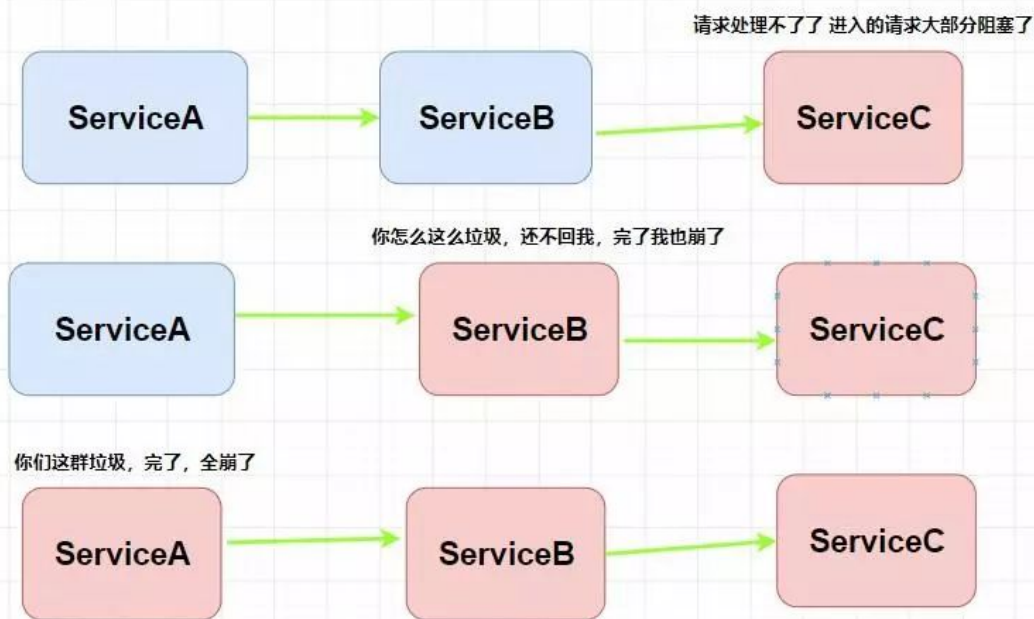 请求处理不了了 进入的请求大部分阻塞了
ServiceA
ServiceB
ServiceC
你怎么这么垃圾，还不回我，完了我也崩了
ServiceA
ServiceB
ServiceC
你们这群垃圾，完了，全崩了
ServiceA
ServiceB
ServiceC